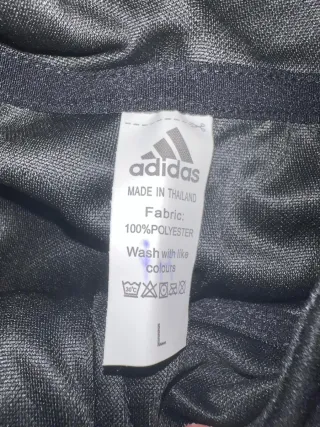 adidas
MADE IN THAILAND
Fabric:
100%POLYESTER
Wash with like
colours
L